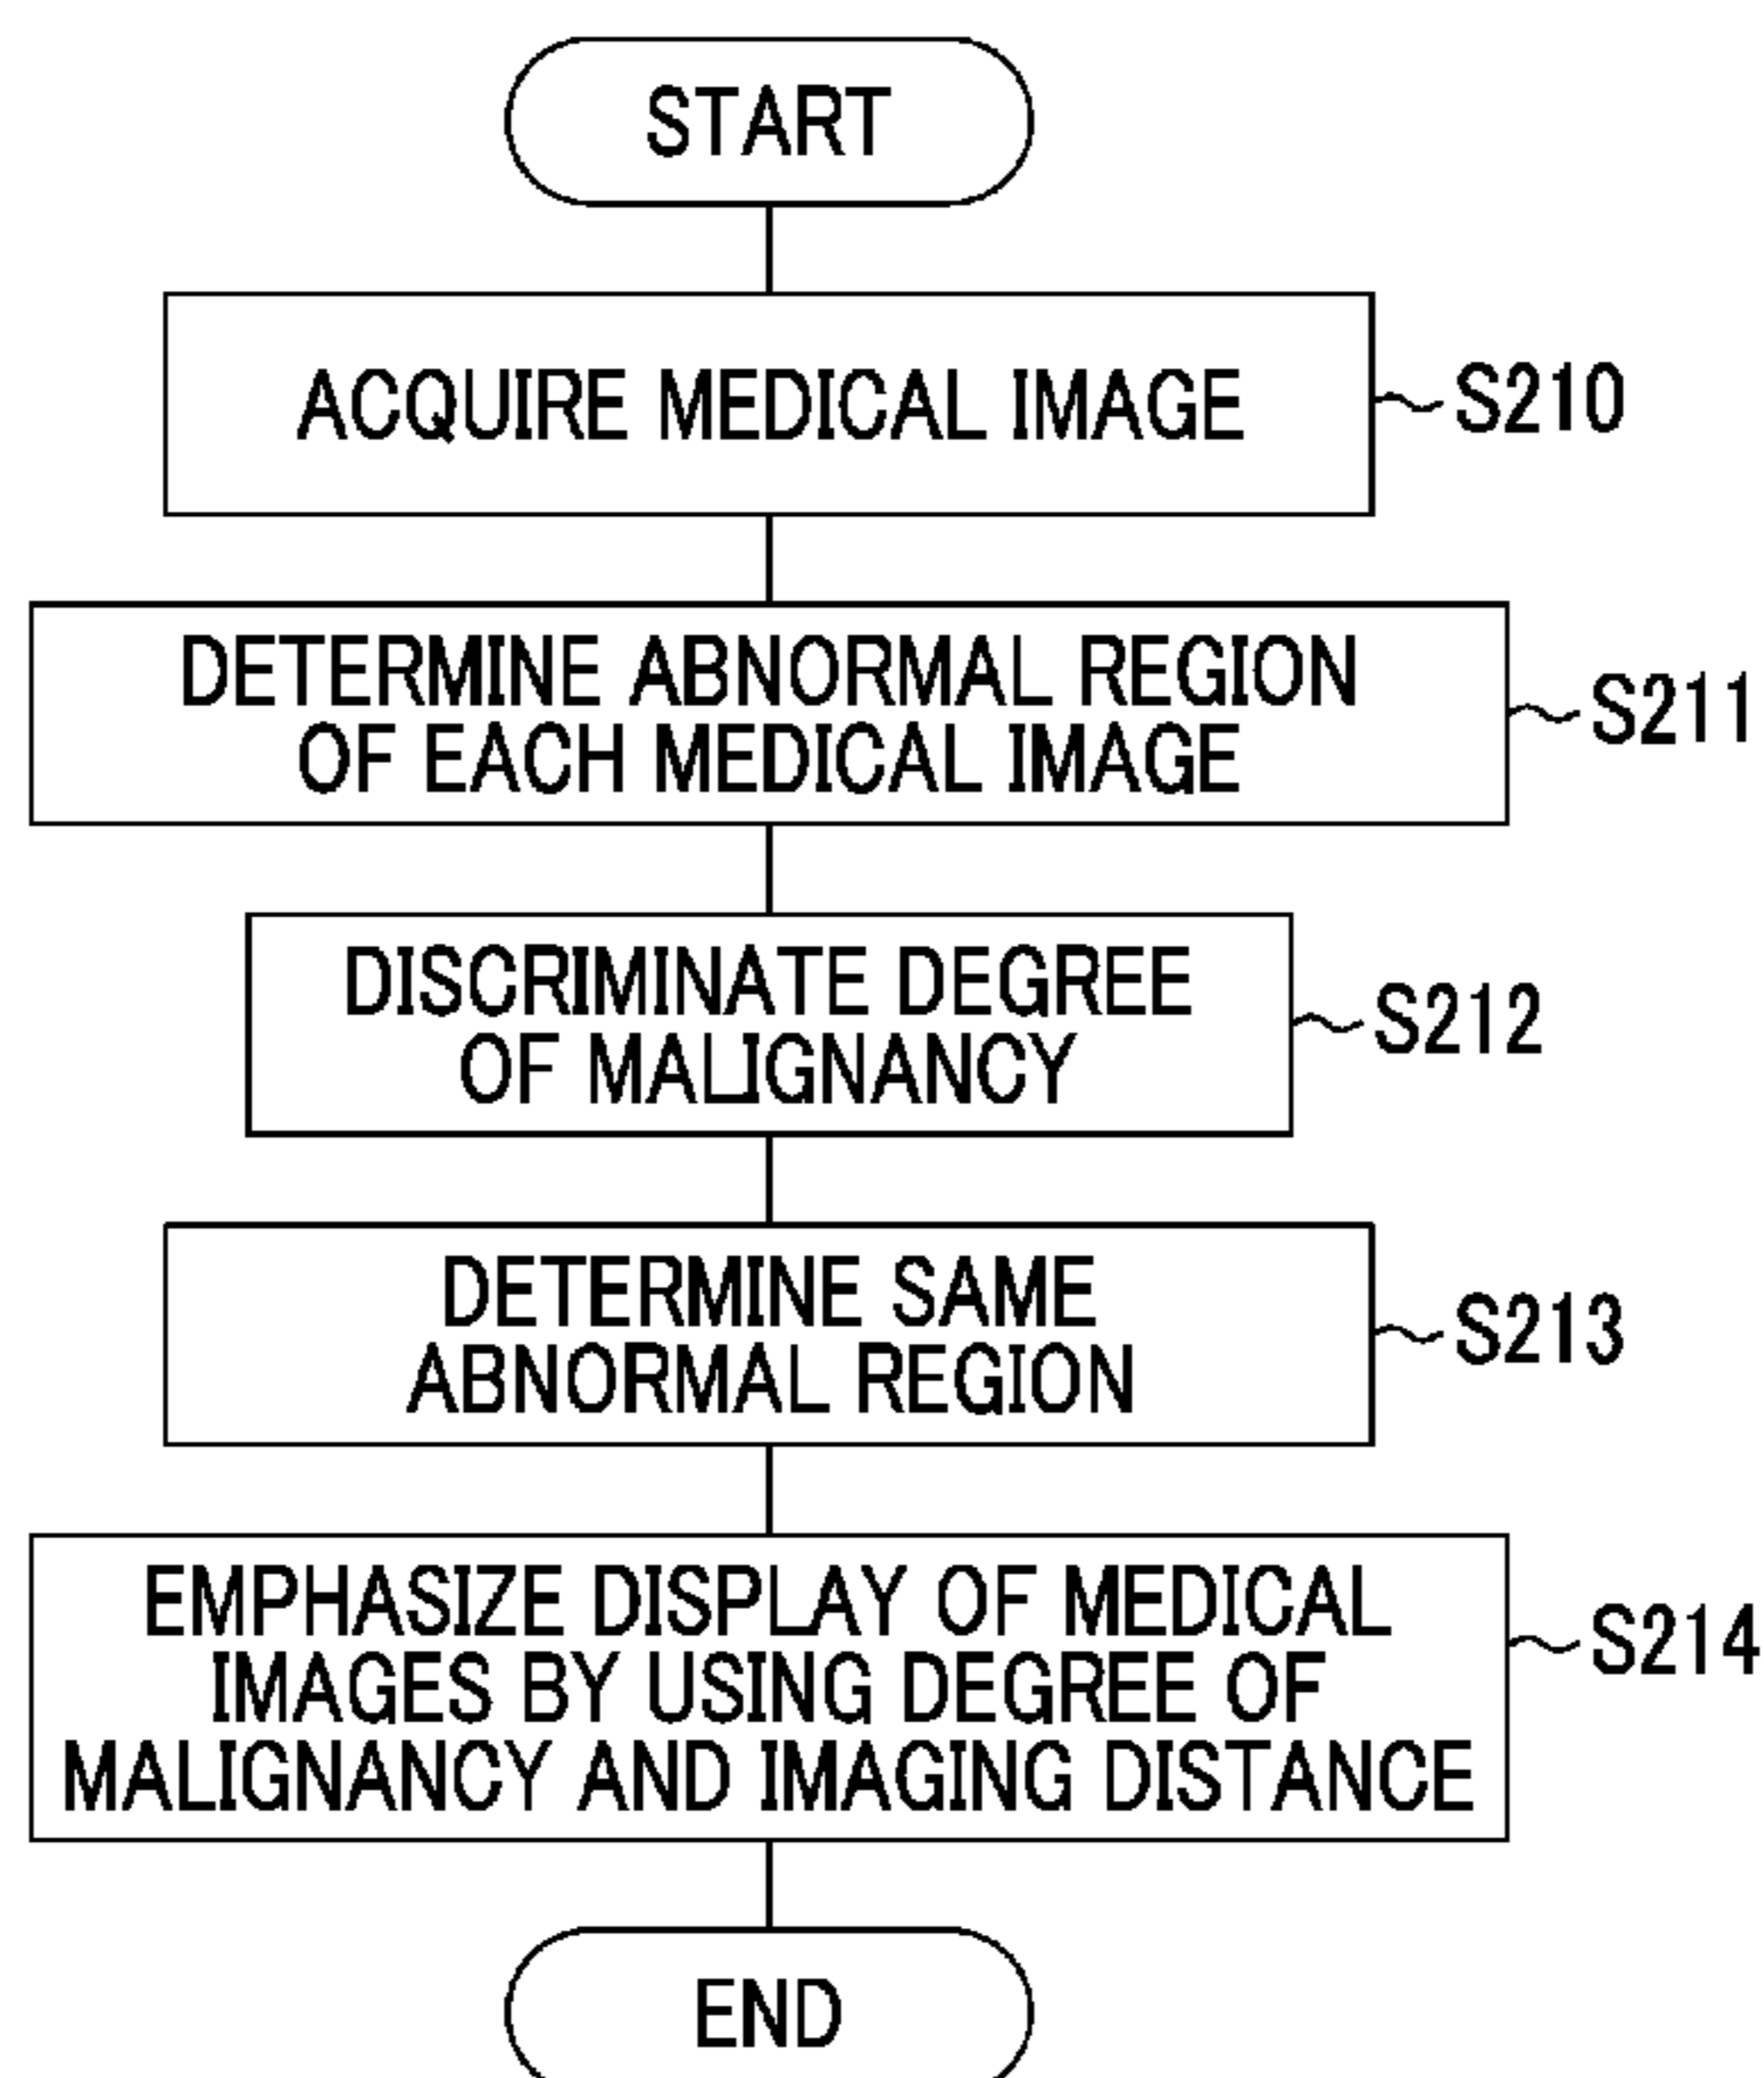 START
ACQUIRE MEDICAL IMAGE
S210
DETERMINE ABNORMAL REGION
OF EACH MEDICAL IMAGE
S211
DISCRIMINATE DEGREE
OF MALIGNANCY
S212
DETERMINE SAME
ABNORMAL REGION
S213
EMPHASIZE DISPLAY OF MEDICAL
IMAGES BY USING DEGREE OF
MALIGNANCY AND IMAGING DISTANCE
S214
END